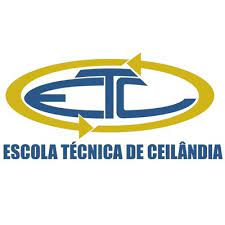 ETC
ESCOLA TÉCNICA DE CEILÂNDIA